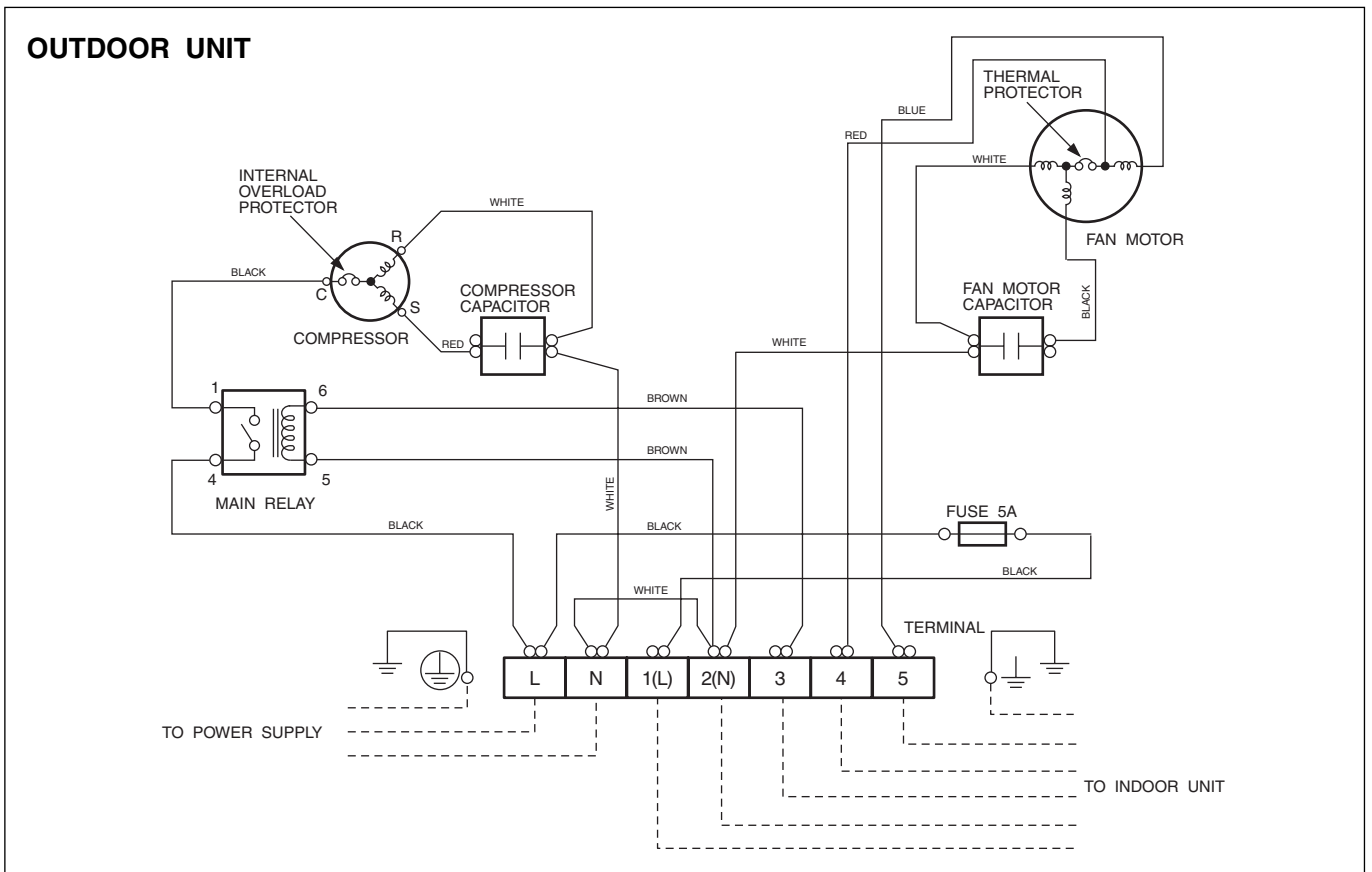 OUTDOOR UNIT
THERMAL
PROTECTOR
BLUE
RED
WHITE
INTERNAL
OVERLOAD
PROTECTOR
WHITE
R
FAN MOTOR
BLACK
C
S
COMPRESSOR
CAPACITOR
FAN MOTOR
CAPACITOR
BLACK
COMPRESSOR
RED
WHITE
1
6
BROWN
BROWN
4
5
MAIN RELAY
WHITE
FUSE 5A
BLACK
BLACK
BLACK
WHITE
TERMINAL
L
N
1(L)
2(N)
3
4
5
TO POWER SUPPLY
TO INDOOR UNIT